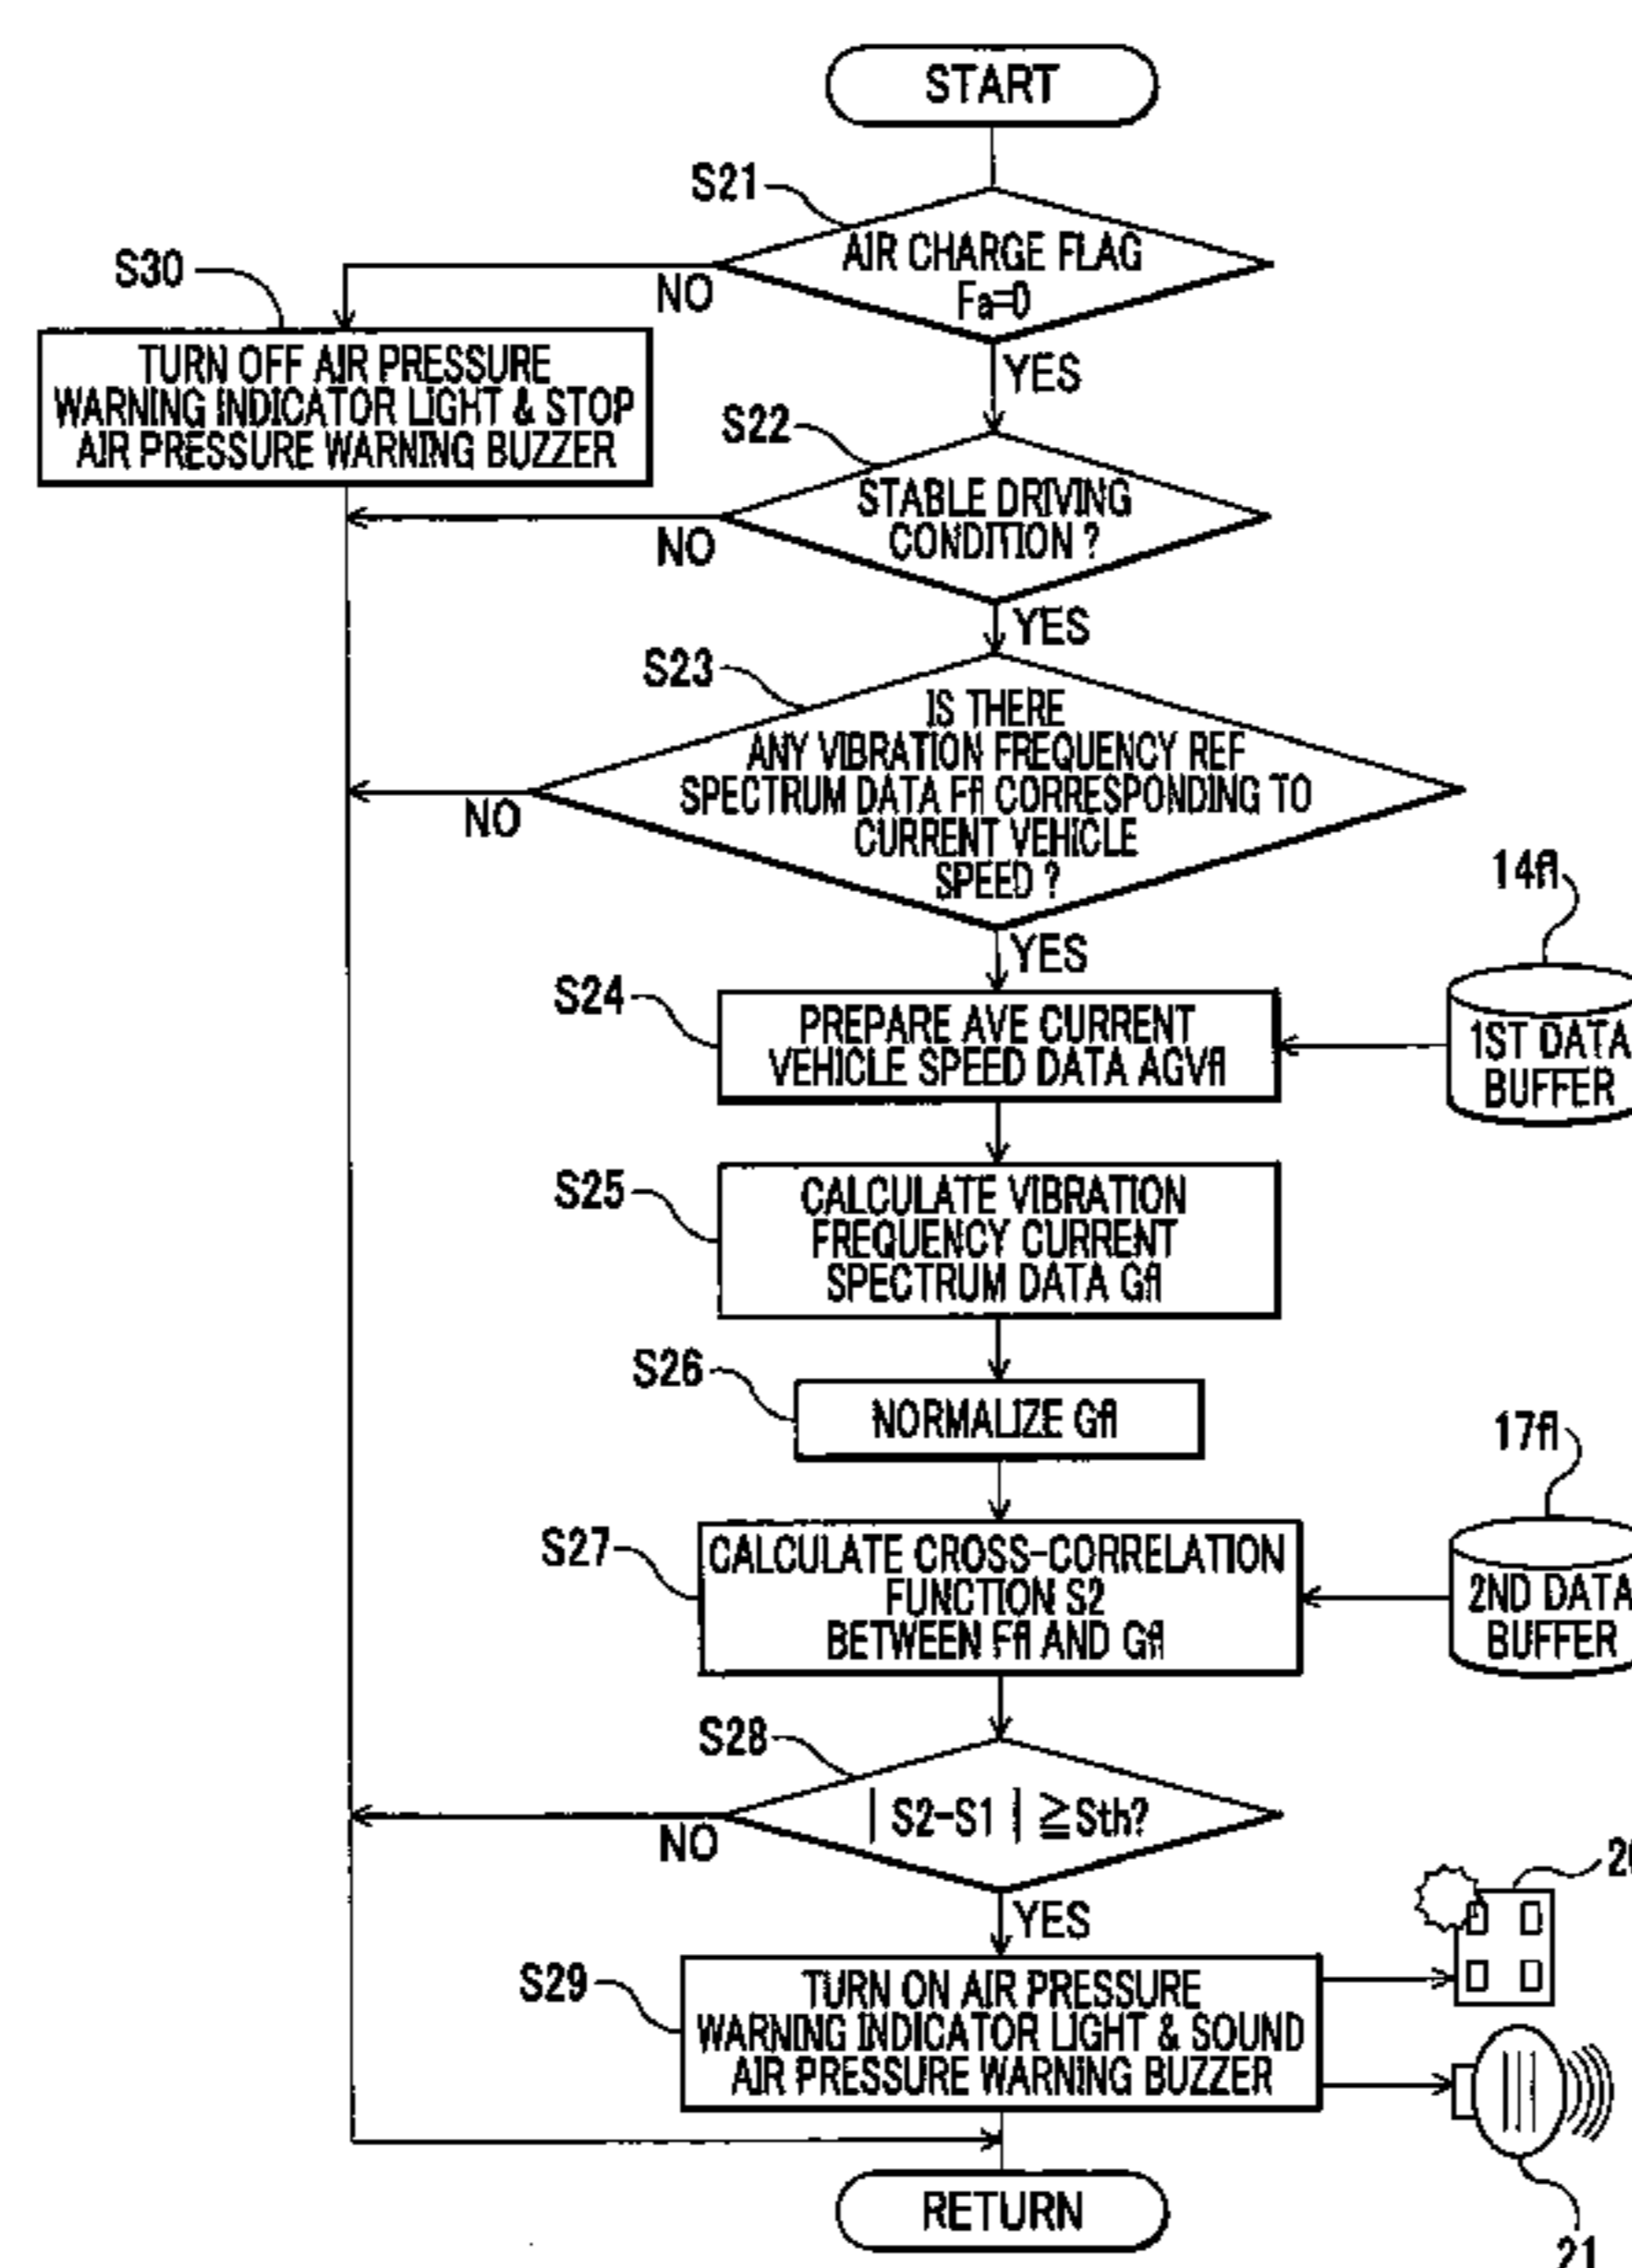 START
S21
AIR CHARGE FLAG
Fa=0
NO
YES
S30
TURN OFF AIR PRESSURE
WARNING INDICATOR LIGHT & STOP
AIR PRESSURE WARNING BUZZER
S22
STABLE DRIVING
CONDITION ?
NO
YES
S23
IS THERE
ANY VIBRATION FREQUENCY REF
SPECTRUM DATA Ffl CORRESPONDING TO
CURRENT VEHICLE
SPEED ?
NO
YES
14fl
S24
PREPARE AVE CURRENT
VEHICLE SPEED DATA AGVfl
1ST DATA
BUFFER
S25
CALCULATE VIBRATION
FREQUENCY CURRENT
SPECTRUM DATA Gfl
S26
NORMALIZE Gfl
17fl
S27
CALCULATE CROSS-CORRELATION
FUNCTION S2
BETWEEN Ffl AND Gfl
2ND DATA
BUFFER
S28
| S2-S1 | ≧Sth?
NO
YES
S29
TURN ON AIR PRESSURE
WARNING INDICATOR LIGHT & SOUND
AIR PRESSURE WARNING BUZZER
RETURN
21